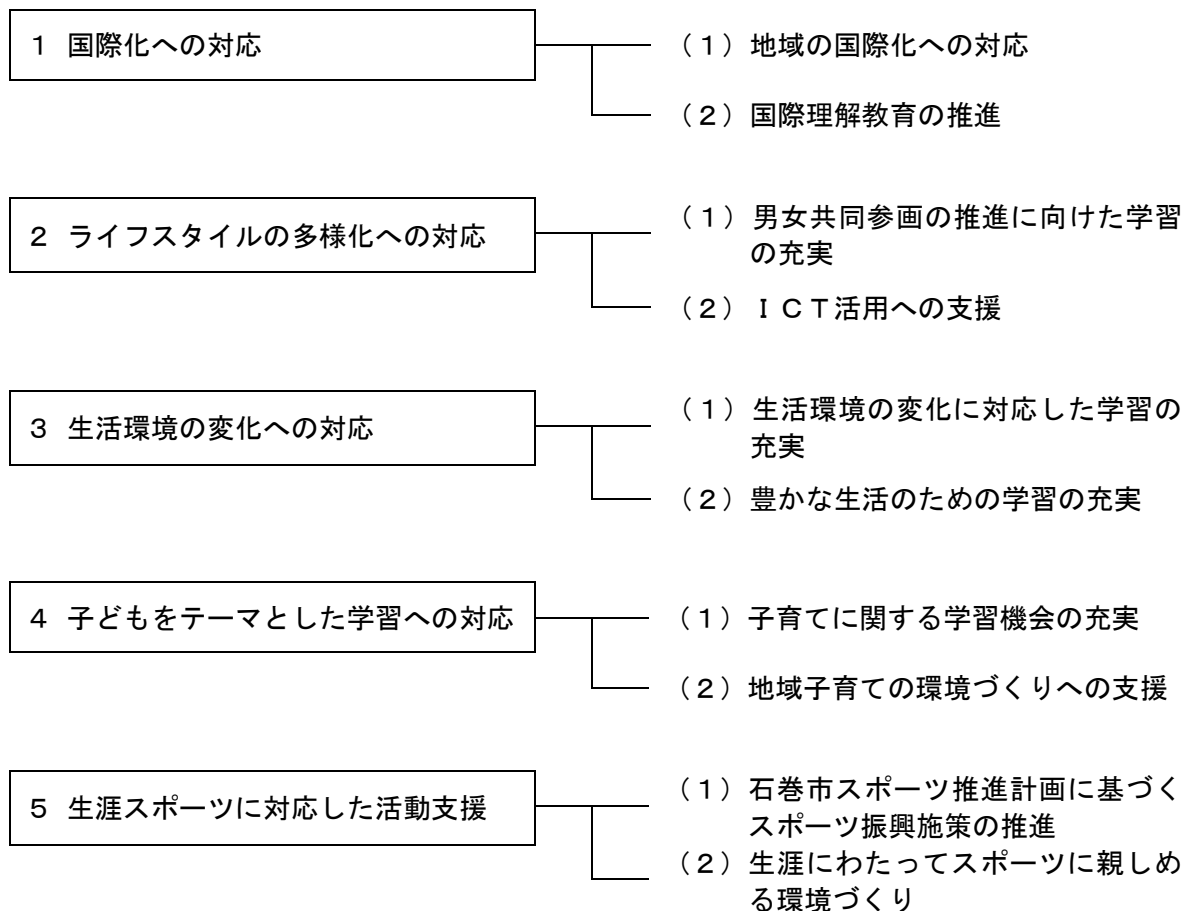 1 国際化への対応
(1)地域の国際化への対応
(2)国際理解教育の推進
2 ライフスタイルの多様化への対応
(1)男女共同参画の推進に向けた学習
の充実
(2)ICT活用への支援
3 生活環境の変化への対応
(1)生活環境の変化に対応した学習の
充実
(2)豊かな生活のための学習の充実
4 子どもをテーマとした学習への対応
(1)子育てに関する学習機会の充実
(2)地域子育ての環境づくりへの支援
5 生涯スポーツに対応した活動支援
(1)石巻市スポーツ推進計画に基づく
スポーツ振興施策の推進
(2)生涯にわたってスポーツに親しめ
る環境づくり